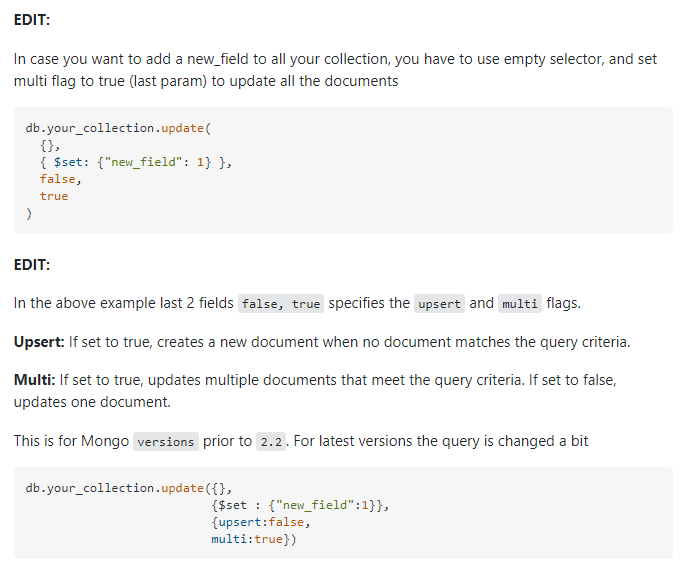 EDIT:
In case you want to add a new_field to all your collection, you have to use empty selector, and set
multi flag to true (last param) to update all the documents
db.your_collection.update(
  {},
  { $set: {"new_field": 1} },
  false,
  true
)
EDIT:
In the above example last 2 fields false, true specifies the upsert and multi flags.
Upsert: If set to true, creates a new document when no document matches the query criteria.
Multi: If set to true, updates multiple documents that meet the query criteria. If set to false,
updates one document.
This is for Mongo versions prior to 2.2. For latest versions the query is changed a bit
db.your_collection.update({},
                          {$set : {"new_field":1}},
                          {upsert:false,
                          multi:true})